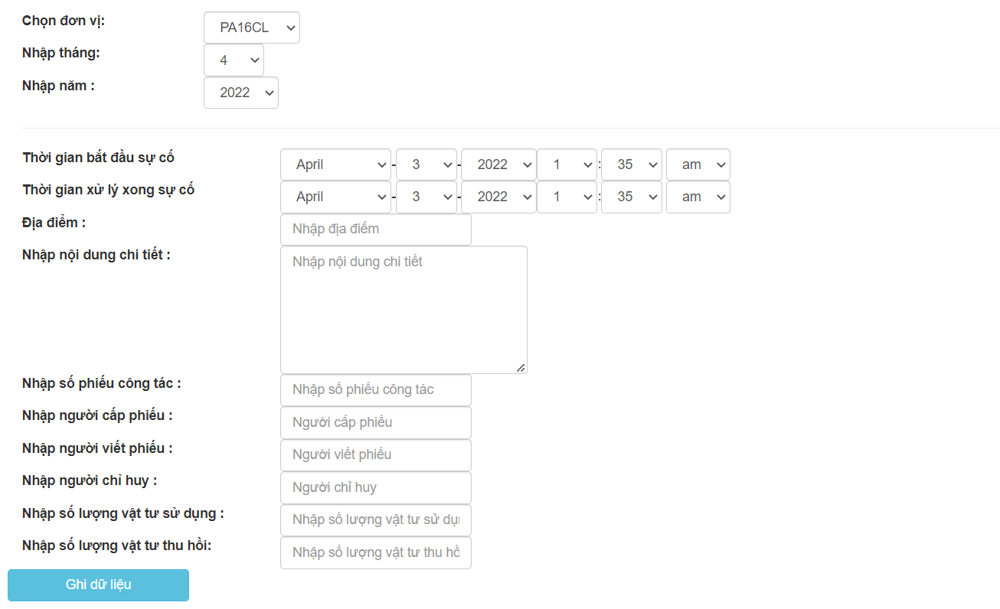 Chọn đơn vị: PA16CL
Nhập tháng: 4
Nhập năm : 2022
Thời gian bắt đầu sự cố April - 3 - 2022 1 : 35 am
Thời gian xử lý xong sự cố April - 3 - 2022 1 : 35 am
Địa điểm : Nhập địa điểm
Nhập nội dung chi tiết : Nhập nội dung chi tiết
Nhập số phiếu công tác : Nhập số phiếu công tác
Nhập người cấp phiếu : Người cấp phiếu
Nhập người viết phiếu : Người viết phiếu
Nhập người chỉ huy : Người chỉ huy
Nhập số lượng vật tư sử dụng : Nhập số lượng vật tư sử
Nhập số lượng vật tư thu hồi: Nhập số lượng vật tư thu hồ
Ghi dữ liệu